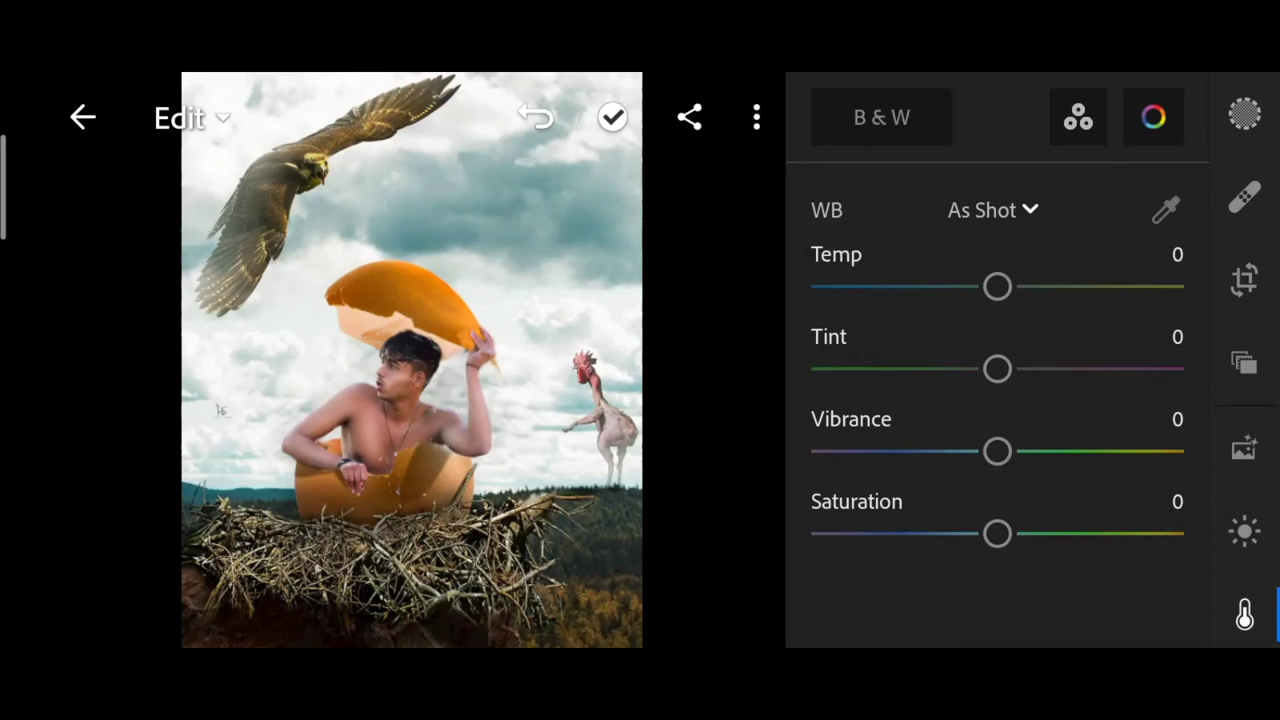 Edit
B & W
WB As Shot
Temp 0
Tint 0
Vibrance 0
Saturation 0